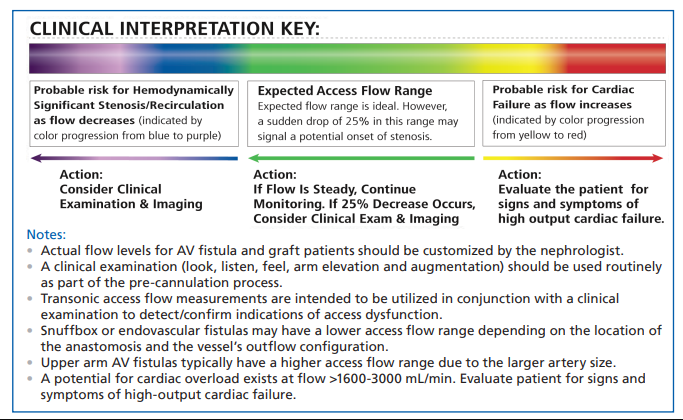 CLINICAL INTERPRETATION KEY:
Probable risk for Hemodynamically
Significant Stenosis/Recirculation
as flow decreases (indicated by
color progression from blue to purple)
Expected Access Flow Range
Expected flow range is ideal. However,
a sudden drop of 25% in this range may
signal a potential onset of stenosis.
Probable risk for Cardiac
Failure as flow increases
(indicated by color progression
from yellow to red)
Action:
Consider Clinical
Examination & Imaging
Action:
If Flow Is Steady, Continue
Monitoring. If 25% Decrease Occurs,
Consider Clinical Exam & Imaging
Action:
Evaluate the patient for
signs and symptoms of
high output cardiac failure.
Notes:
• Actual flow levels for AV fistula and graft patients should be customized by the nephrologist.
• A clinical examination (look, listen, feel, arm elevation and augmentation) should be used routinely
as part of the pre-cannulation process.
• Transonic access flow measurements are intended to be utilized in conjunction with a clinical
examination to detect/confirm indications of access dysfunction.
• Snuffbox or endovascular fistulas may have a lower access flow range depending on the location of
the anastomosis and the vessel's outflow configuration.
• Upper arm AV fistulas typically have a higher access flow range due to the larger artery size.
• A potential for cardiac overload exists at flow >1600-3000 mL/min. Evaluate patient for signs and
symptoms of high-output cardiac failure.